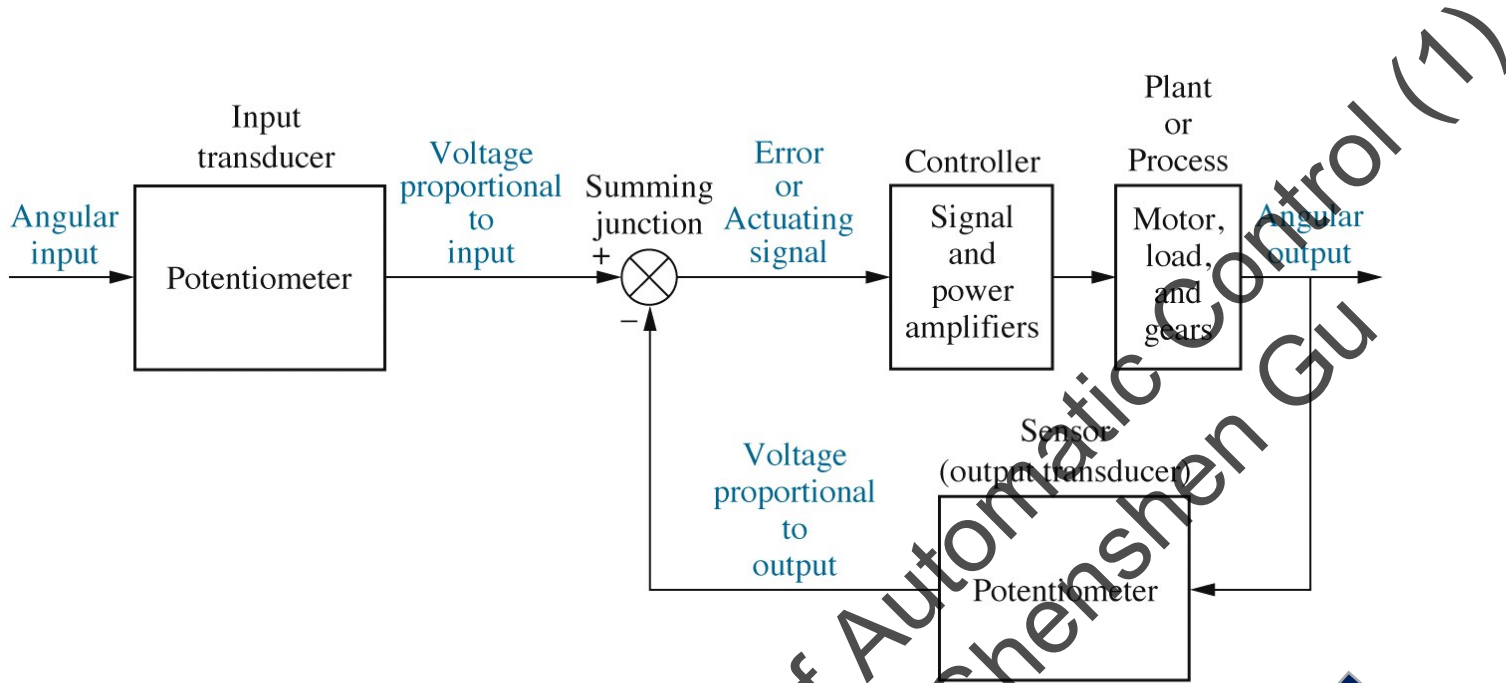 Input
transducer
Angular
input
Potentiometer
Voltage
proportional
to
input
Summing
junction
+
−
Error
or
Actuating
signal
Controller
Signal
and
power
amplifiers
Plant
or
Process
Motor,
load,
and
gears
Angular
output
Sensor
(output transducer)
Potentiometer
Voltage
proportional
to
output
f Automatic Control (1)
Shenshen Gu